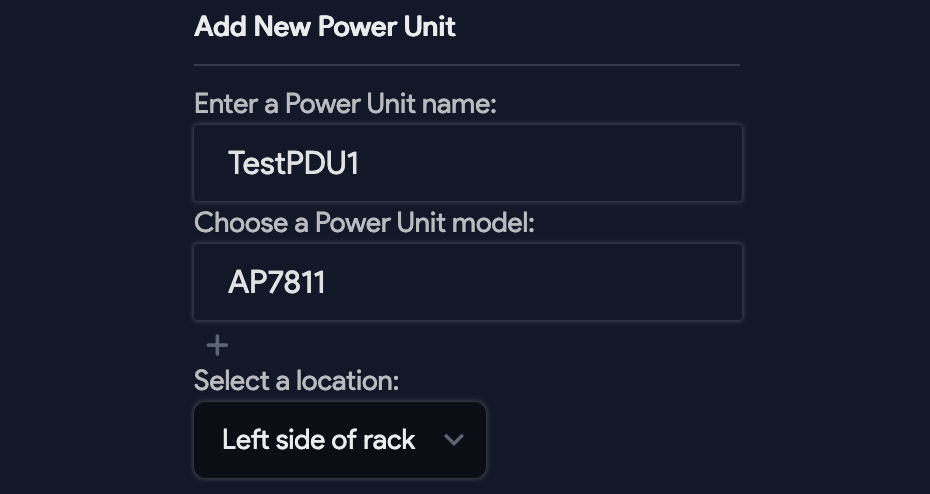 Add New Power Unit
Enter a Power Unit name:
TestPDU1
Choose a Power Unit model:
AP7811
+
Select a location:
Left side of rack